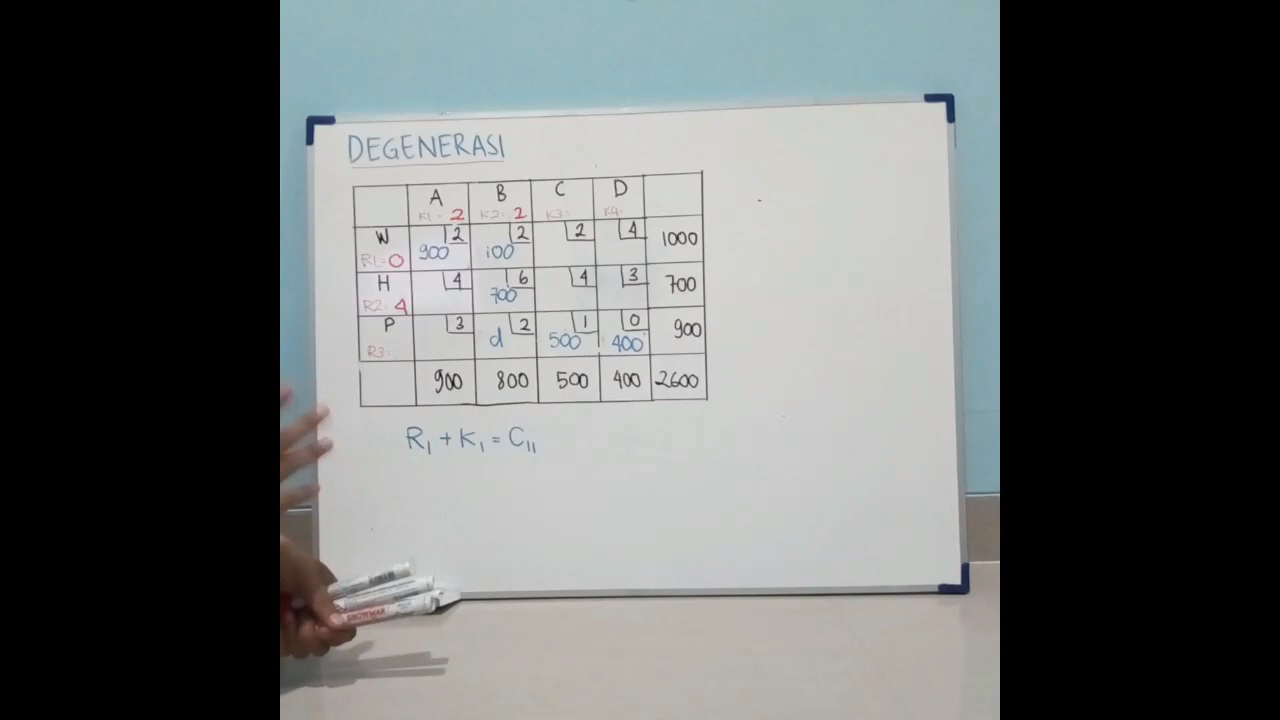 DEGENERASI
A B C D
K1= 2 K2= 2 K3= K4=
W 2 2 2 4 1000
R1=0 900 100
H 4 6 4 3 700
R2= 4 700
P 3 2 1 0 900
R3= d 500 400
900 800 500 400 2600
R₁ + K₁ = C₁₁
SNOWMAN